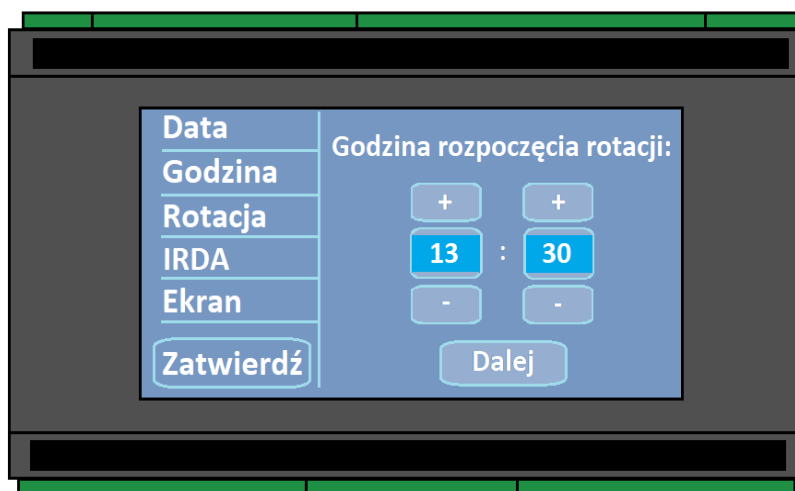 Data
Godzina
Rotacja
IRDA
Ekran
Zatwierdź
Godzina rozpoczęcia rotacji:
+ +
13 : 30
- -
Dalej